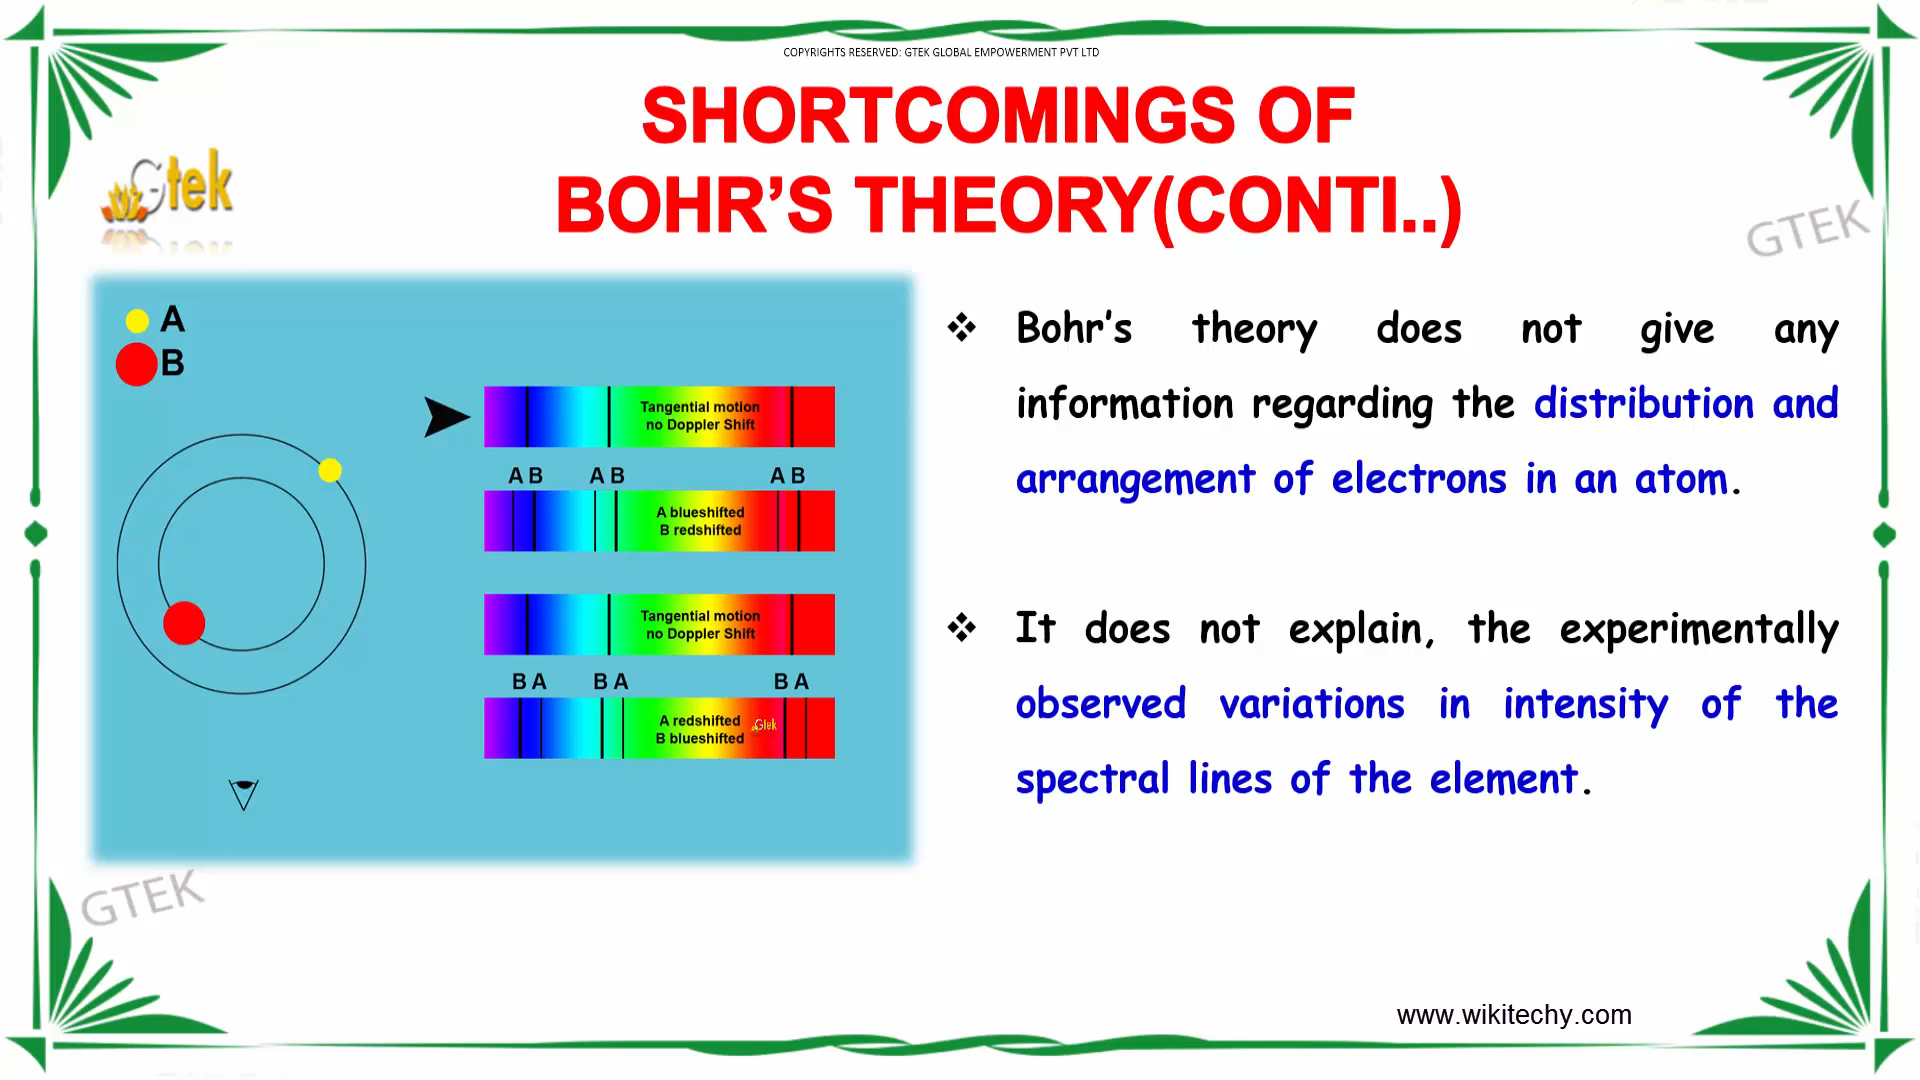 COPYRIGHTS RESERVED: GTEK GLOBAL EMPOWERMENT PVT LTD
SHORTCOMINGS OF
BOHR’S THEORY(CONTI..)
Gtek
GTEK
A
B
Tangential motion
no Doppler Shift
A B A B A B
A blueshifted
B redshifted
Tangential motion
no Doppler Shift
B A B A B A
A redshifted
B blueshifted
Gtek
❖ Bohr’s theory does not give any
information regarding the distribution and
arrangement of electrons in an atom.
❖ It does not explain, the experimentally
observed variations in intensity of the
spectral lines of the element.
GTEK
www.wikitechy.com